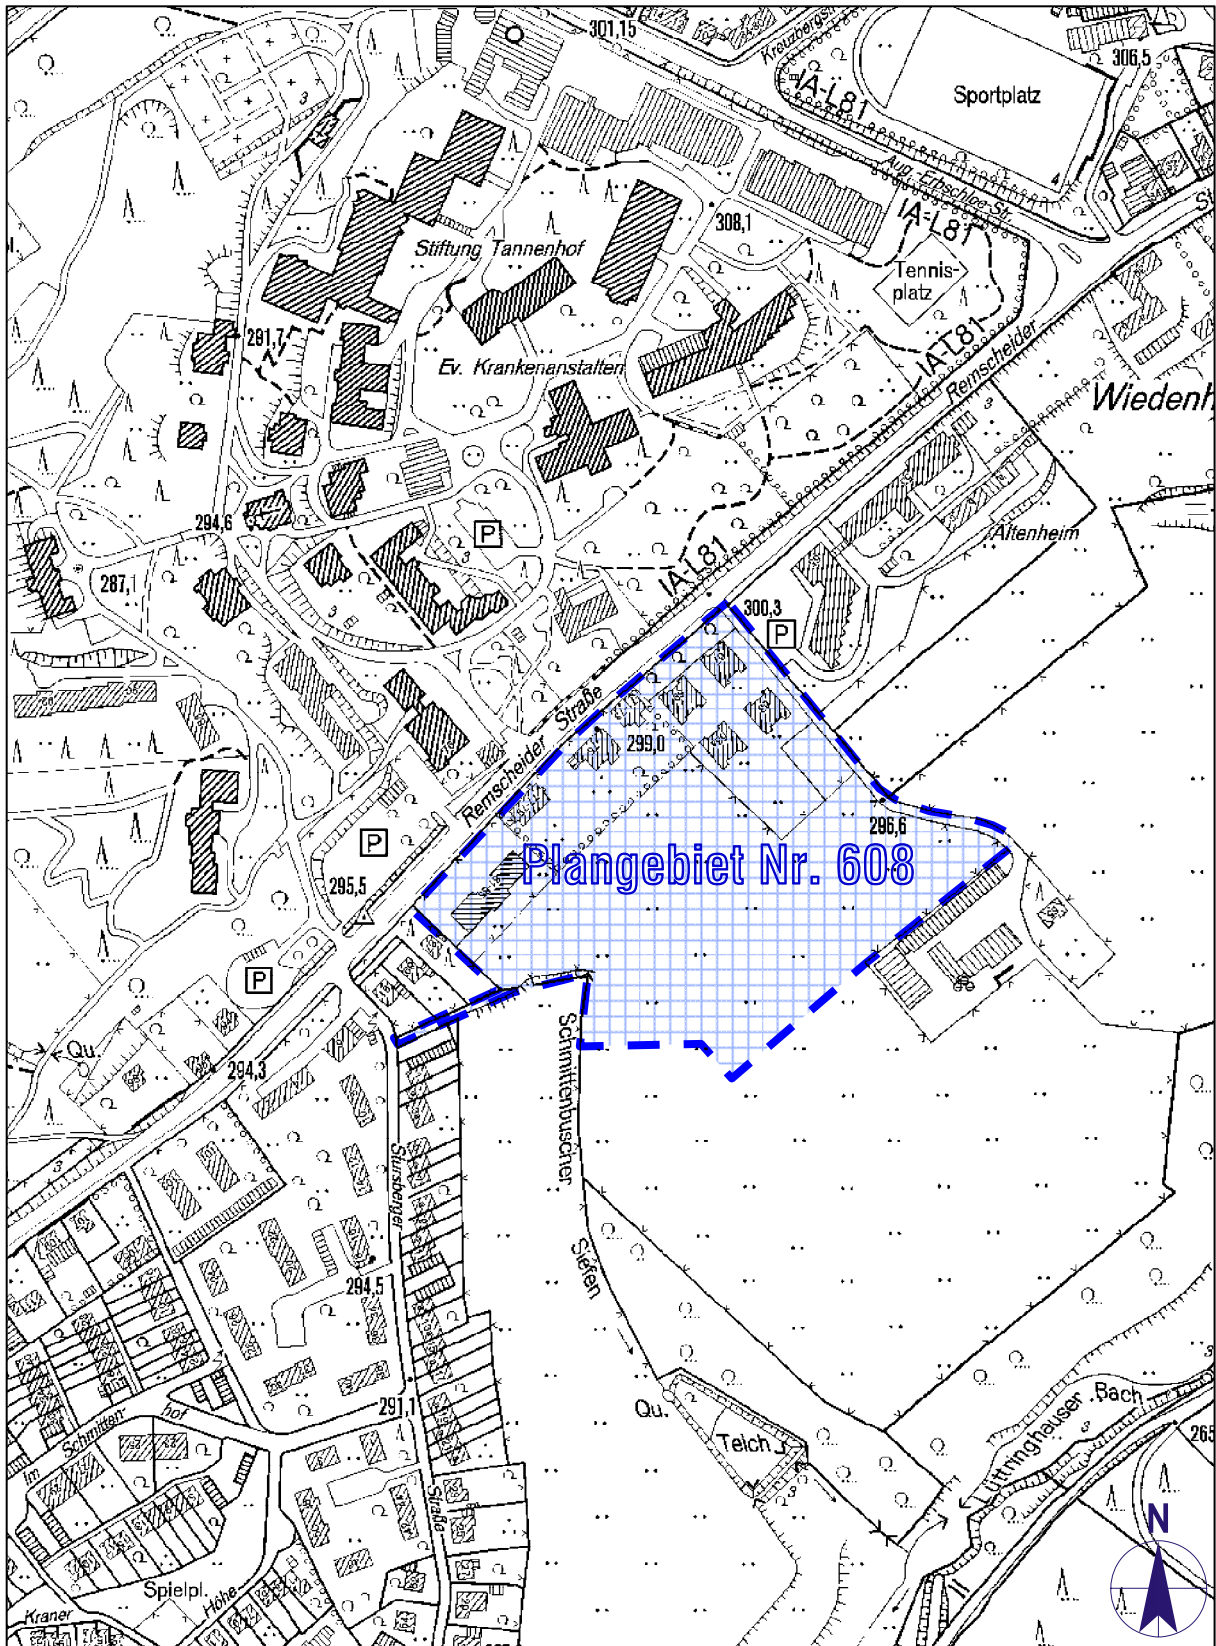 301,15
Kreuzbergstr.
306,5
IA-L81
Sportplatz
Aug.-Erbschloe-Str.
IA-L81
308,1
Stiftung Tannenhof
Tennis-
platz
291,7
IA-L81
Remscheider
Ev. Krankenanstalten
Wiedenh
294,6
P
Altenheim
IA-L81
287,1
300,3
P
Straße
299,0
Remscheider
296,6
P
Plangebiet Nr. 608
295,5
P
Qu.
294,3
Schmittenbuscher
Stursberger
Siefen
294,5
291,1
Qu.
Lüttringhauser Bach
265
Im Schmitten hof
Teich
Straße
N
Spielpl.
Höhe
Kraner